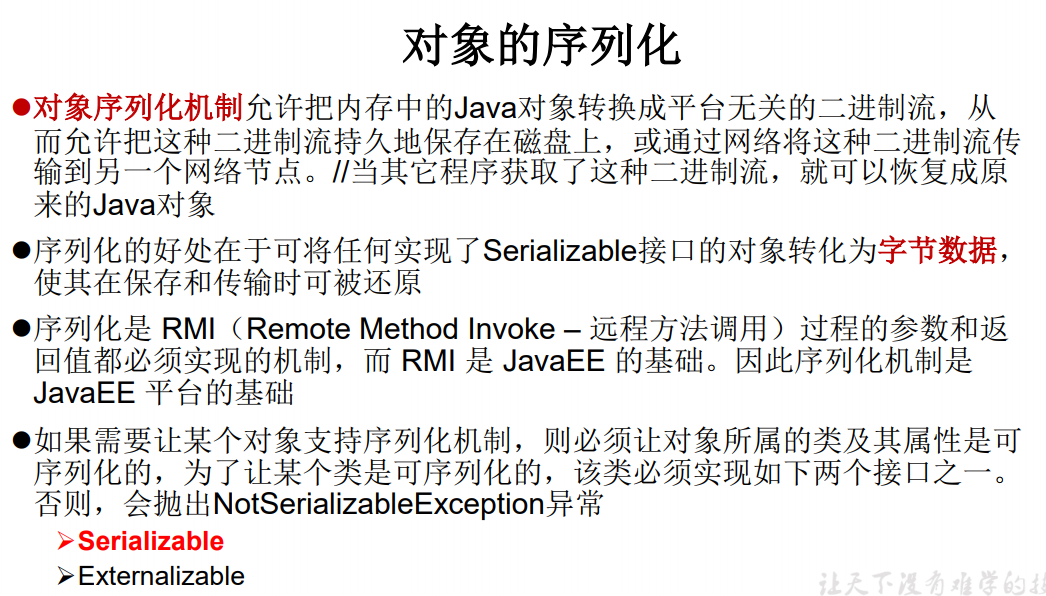 对象的序列化
●对象序列化机制允许把内存中的Java对象转换成平台无关的二进制流，从
而允许把这种二进制流持久地保存在磁盘上，或通过网络将这种二进制流传
输到另一个网络节点。//当其它程序获取了这种二进制流，就可以恢复成原
来的Java对象
●序列化的好处在于可将任何实现了Serializable接口的对象转化为字节数据，
使其在保存和传输时可被还原
●序列化是 RMI（Remote Method Invoke – 远程方法调用）过程的参数和返
回值都必须实现的机制，而 RMI 是 JavaEE 的基础。因此序列化机制是
JavaEE 平台的基础
●如果需要让某个对象支持序列化机制，则必须让对象所属的类及其属性是可
序列化的，为了让某个类是可序列化的，该类必须实现如下两个接口之一。
否则，会抛出NotSerializableException异常
➢Serializable
➢Externalizable
让天下没有难学的技